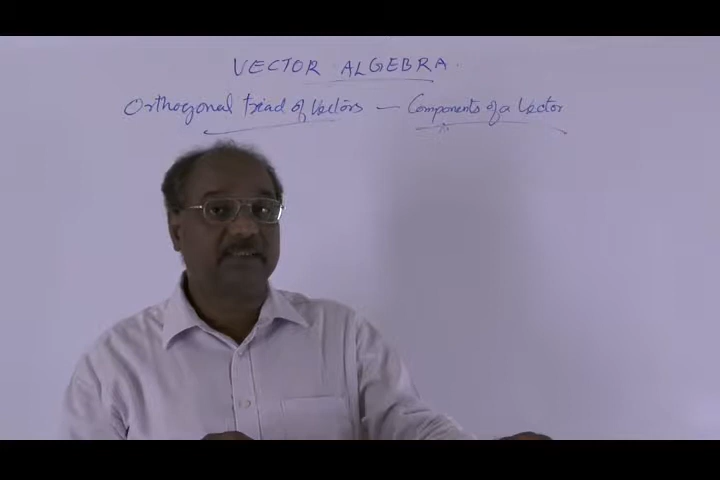 VECTOR ALGEBRA.
Orthogonal triad of Vectors — Components of a Vector